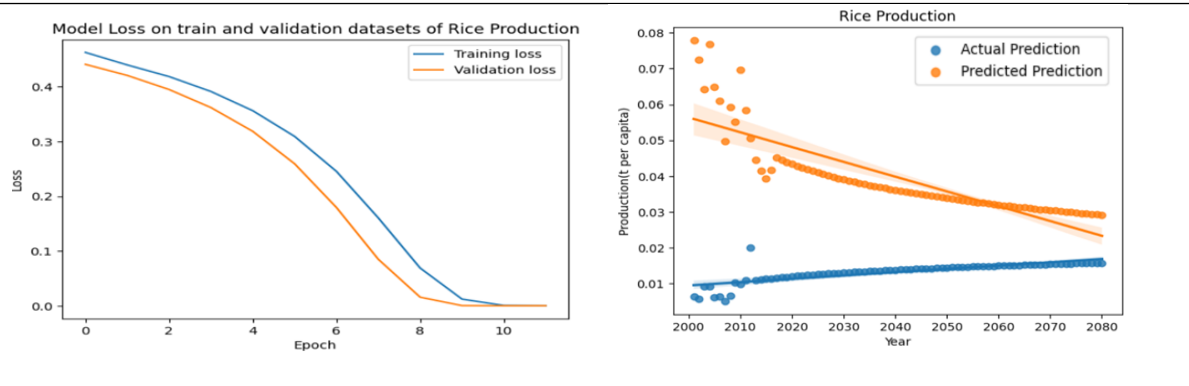 Model Loss on train and validation datasets of Rice Production
Training loss
Validation loss
0.4
0.3
0.2
0.1
0.0
Loss
0 2 4 6 8 10
Epoch
Rice Production
Actual Prediction
Predicted Prediction
0.08
0.07
0.06
0.05
0.04
0.03
0.02
0.01
Production(t per capita)
2000 2010 2020 2030 2040 2050 2060 2070 2080
Year